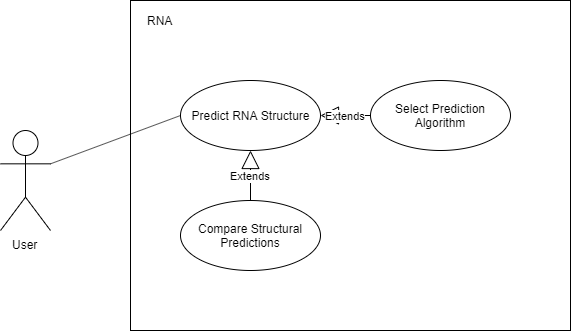 RNA
Predict RNA Structure
Extends
Select Prediction
Algorithm
Extends
Compare Structural
Predictions
User